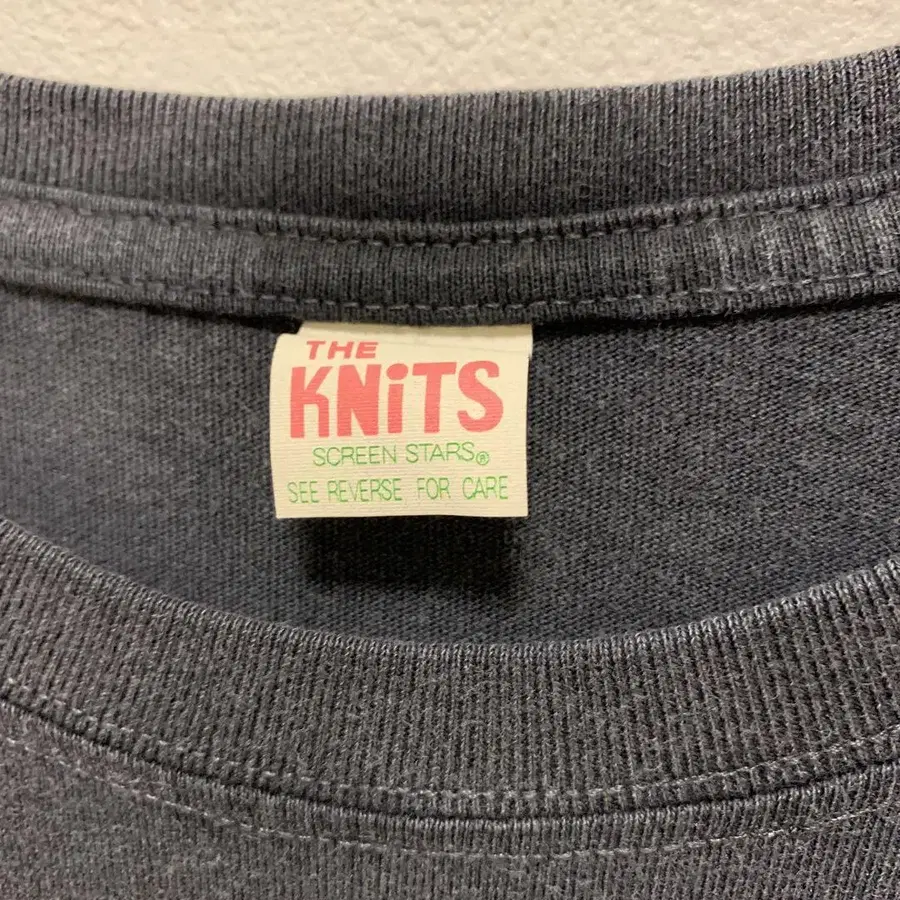 THE
KNiTS
SCREEN STARS®
SEE REVERSE FOR CARE